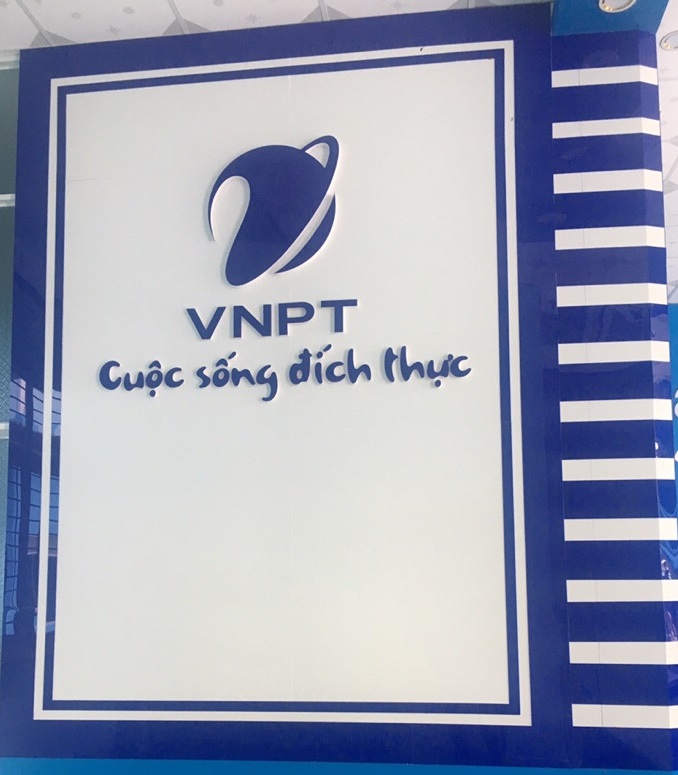 VNPT
Cuộc sống đích thực